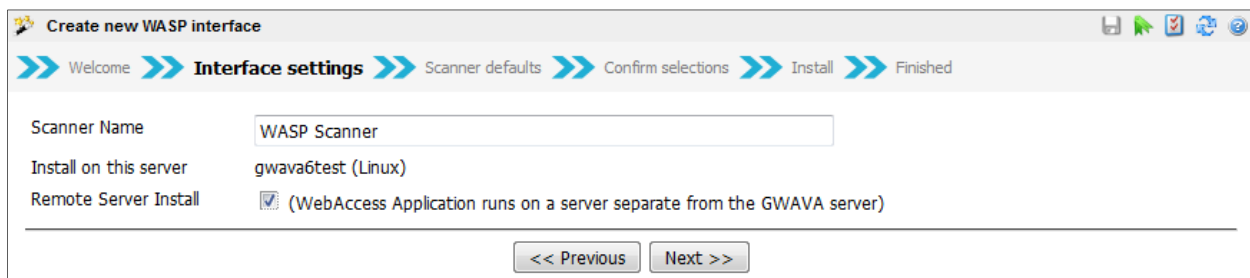 Create new WASP interface
Welcome Interface settings Scanner defaults Confirm selections Install Finished
Scanner Name WASP Scanner
Install on this server gwava6test (Linux)
Remote Server Install (WebAccess Application runs on a server separate from the GWAVA server)
<< Previous Next >>